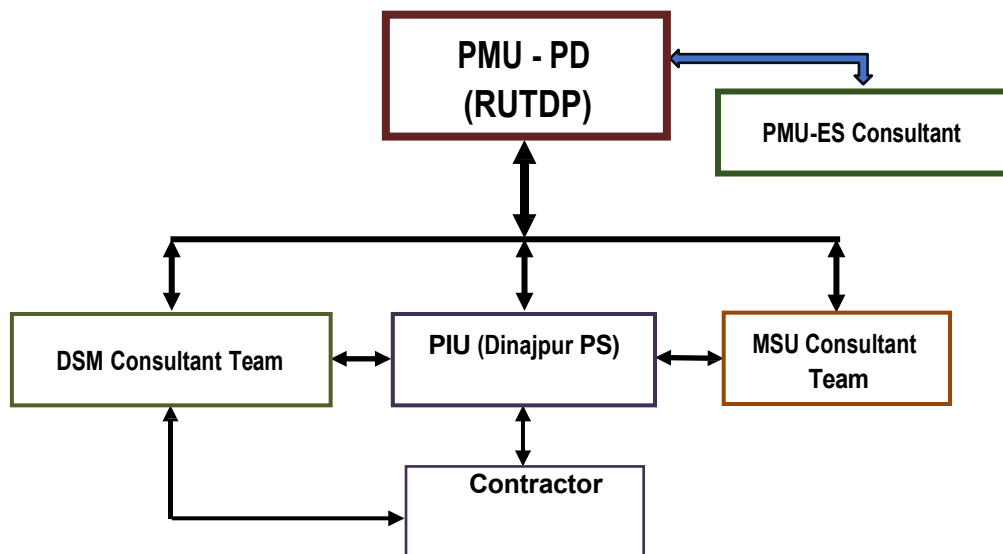 PMU - PD
(RUTDP)
PMU-ES Consultant
DSM Consultant Team
PIU (Dinajpur PS)
MSU Consultant
Team
Contractor